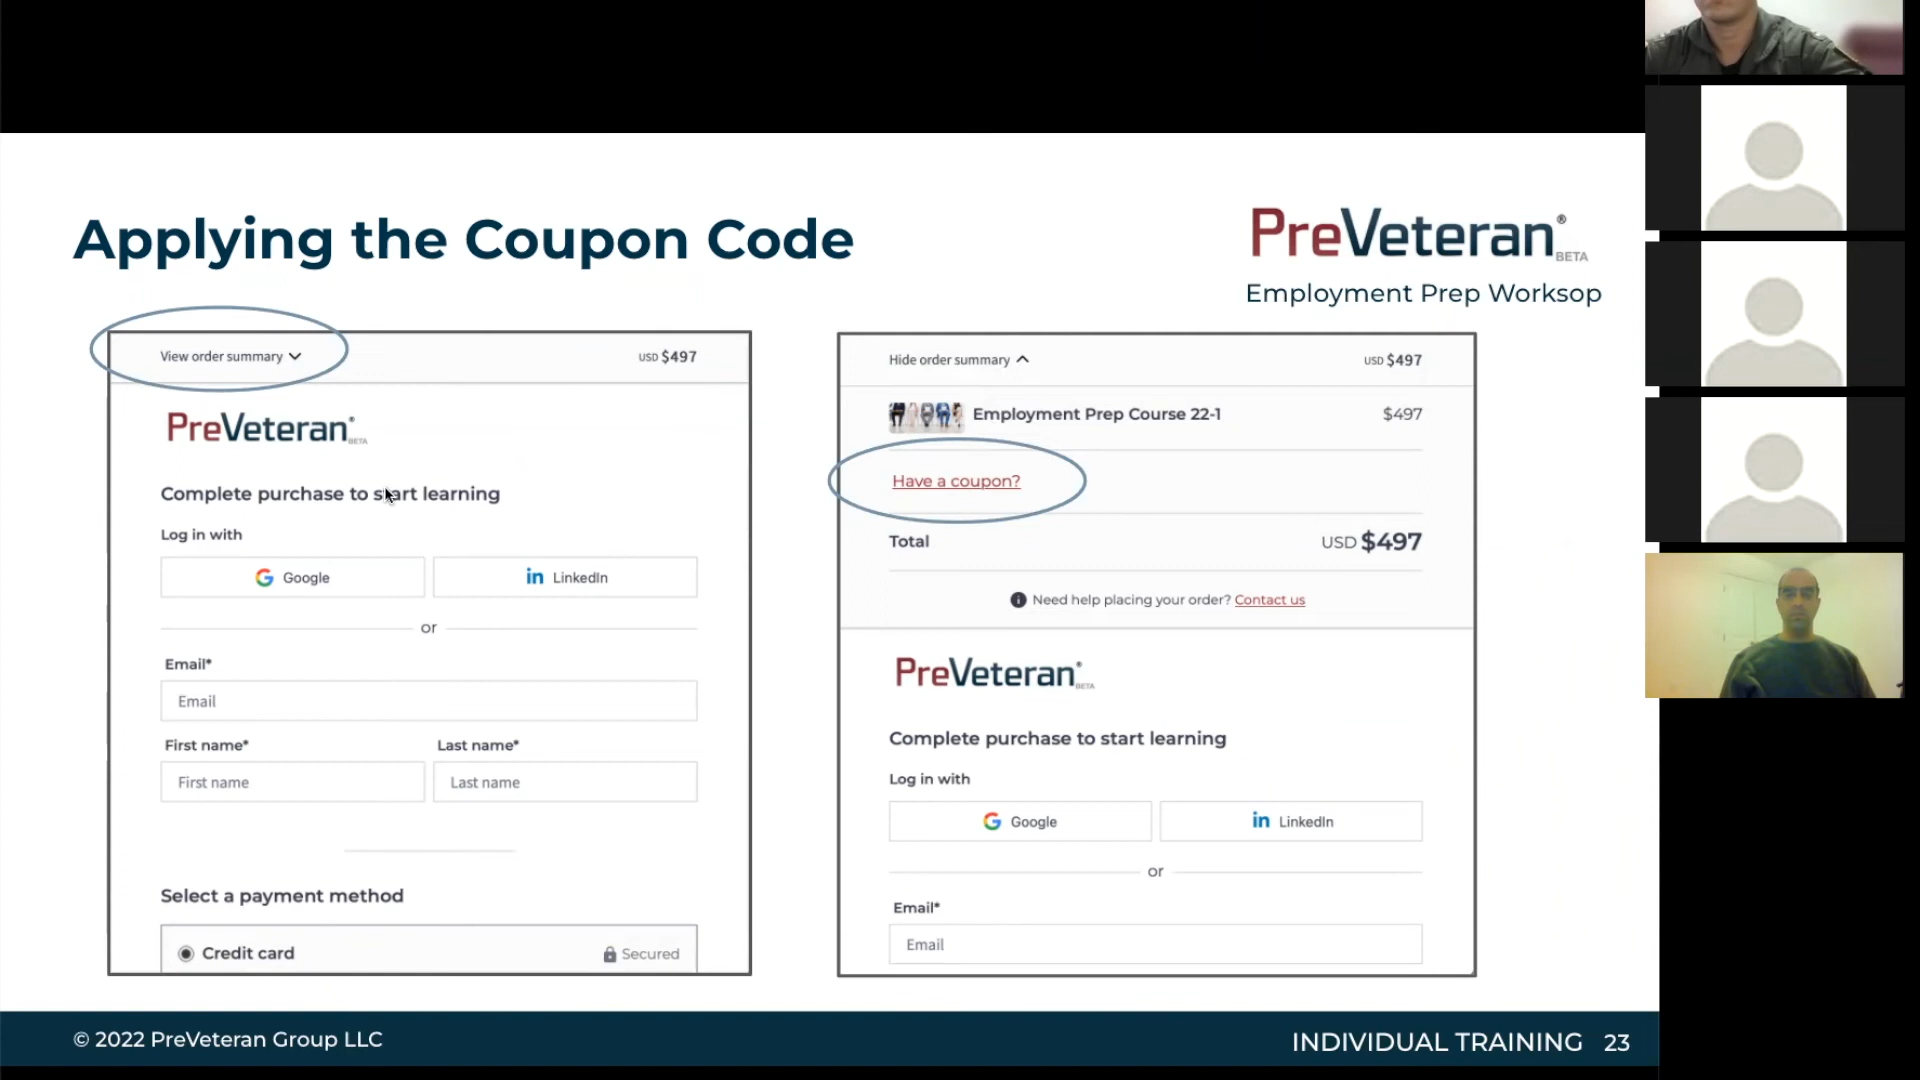 Applying the Coupon Code
PreVeteran®
BETA
Employment Prep Worksop
View order summary
USD $497
PreVeteran®
BETA
Complete purchase to start learning
Log in with
Google
LinkedIn
or
Email*
Email
First name*
Last name*
First name
Last name
Select a payment method
Credit card
Secured
Hide order summary
USD $497
Employment Prep Course 22-1
$497
Have a coupon?
Total
USD $497
Need help placing your order? Contact us
PreVeteran®
BETA
Complete purchase to start learning
Log in with
Google
LinkedIn
or
Email*
Email
© 2022 PreVeteran Group LLC
INDIVIDUAL TRAINING 23